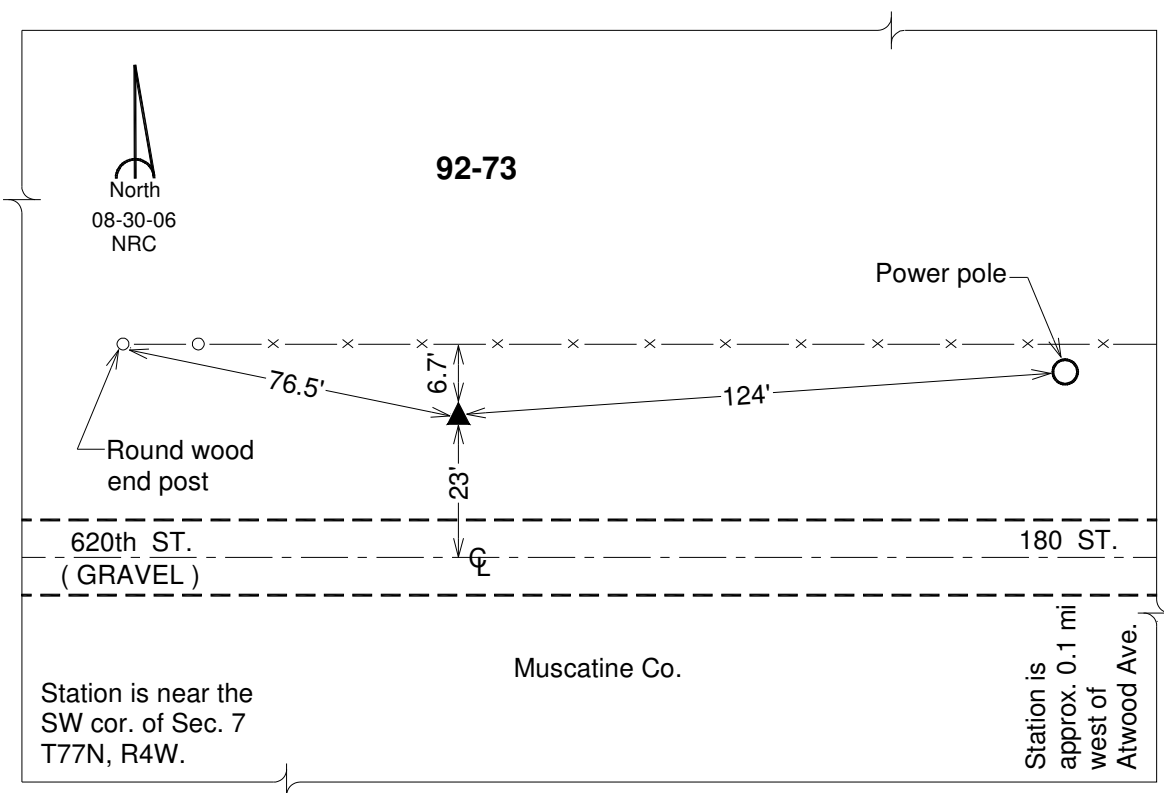 92-73
North
08-30-06
NRC
Power pole
76.5'
6.7'
124'
Round wood
end post
23'
620th ST.
180 ST.
( GRAVEL )
CL
Muscatine Co.
Station is near the
SW cor. of Sec. 7
T77N, R4W.
Station is
approx. 0.1 mi
west of
Atwood Ave.